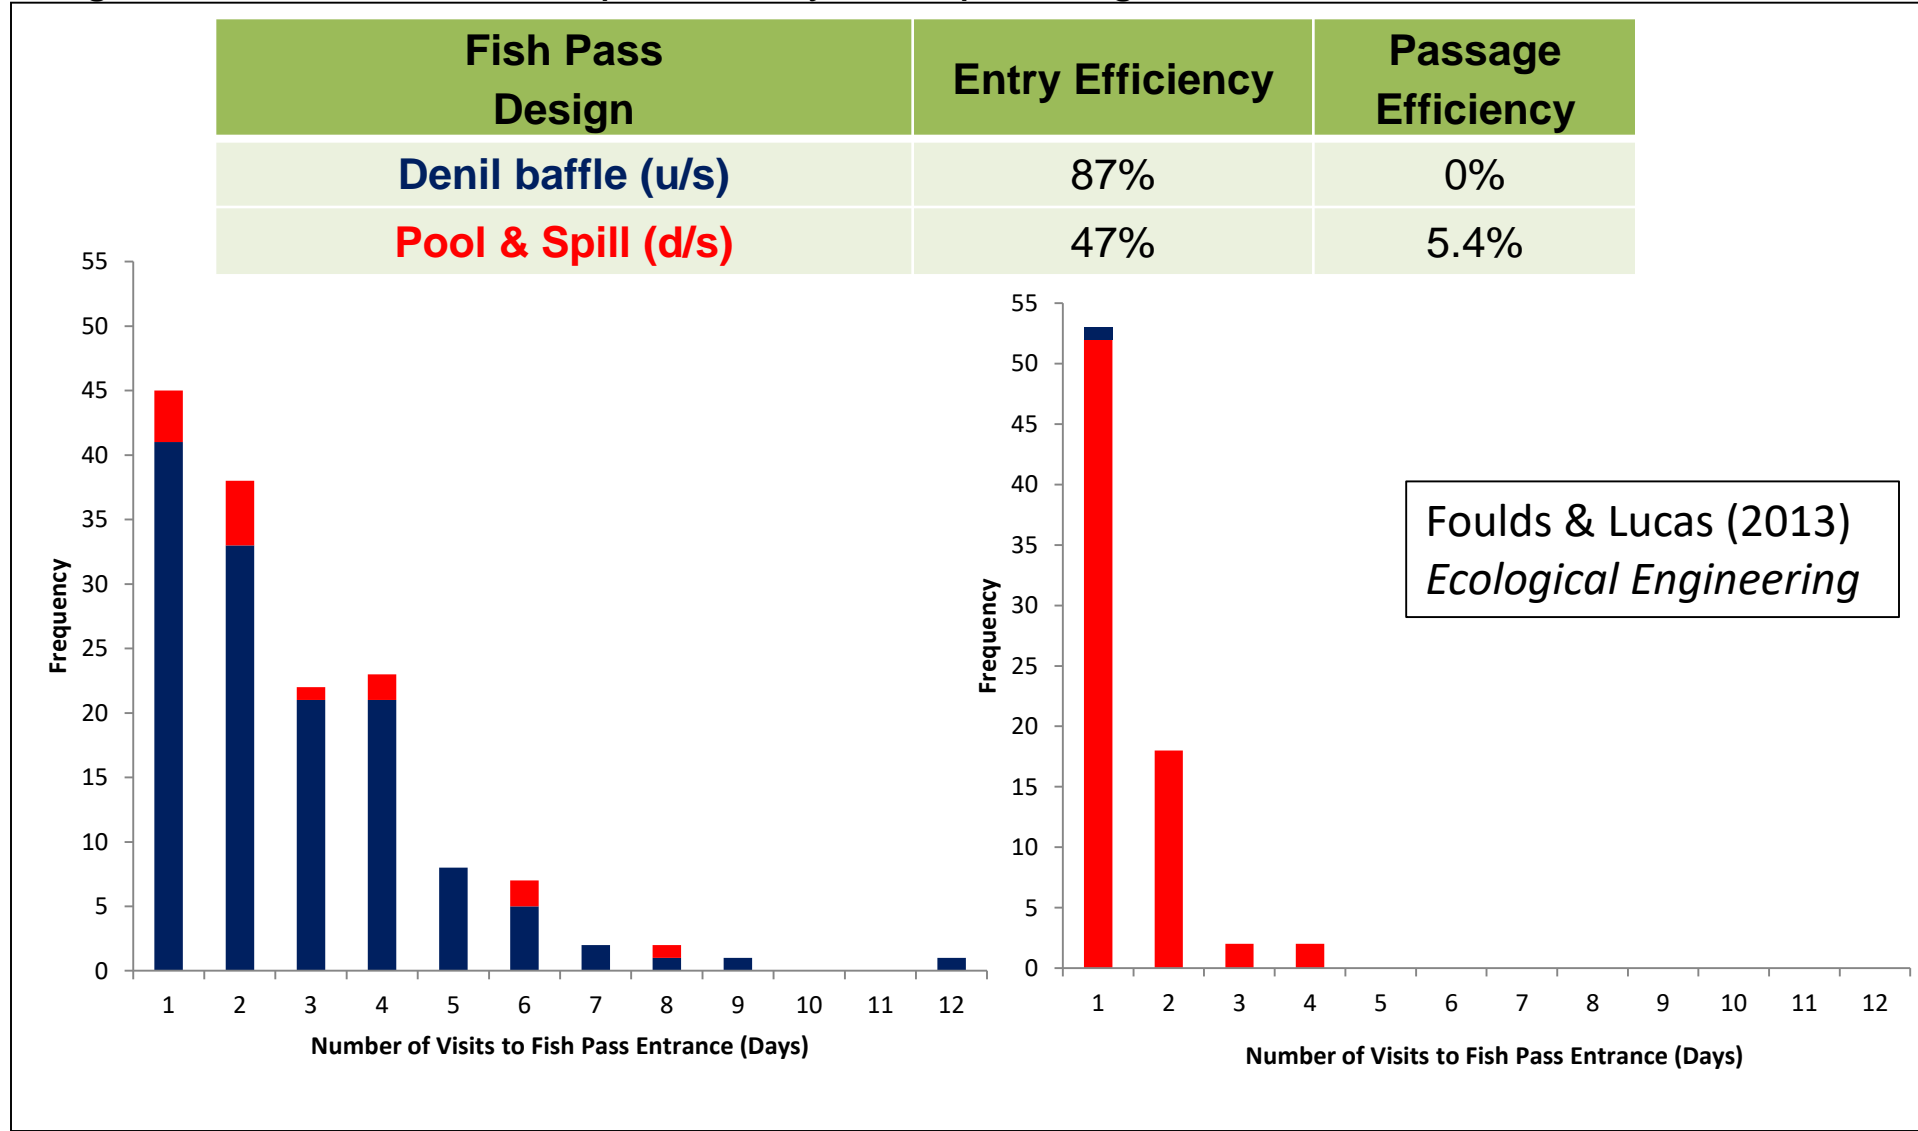 Fish Pass Design
Entry Efficiency
Passage Efficiency
Denil baffle (u/s)
87%
0%
Pool & Spill (d/s)
47%
5.4%
55
50
45
40
35
30
25
20
15
10
5
0
Frequency
1 2 3 4 5 6 7 8 9 10 11 12
Number of Visits to Fish Pass Entrance (Days)
55
50
45
40
35
30
25
20
15
10
5
0
Frequency
1 2 3 4 5 6 7 8 9 10 11 12
Number of Visits to Fish Pass Entrance (Days)
Foulds & Lucas (2013)
Ecological Engineering